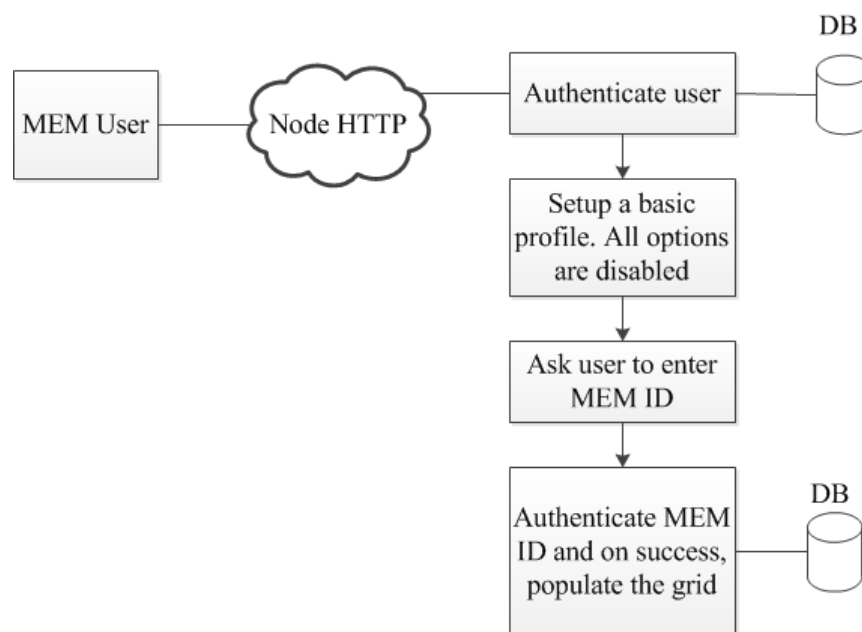 DB
MEM User
Node HTTP
Authenticate user
Setup a basic
profile. All options
are disabled
Ask user to enter
MEM ID
DB
Authenticate MEM
ID and on success,
populate the grid